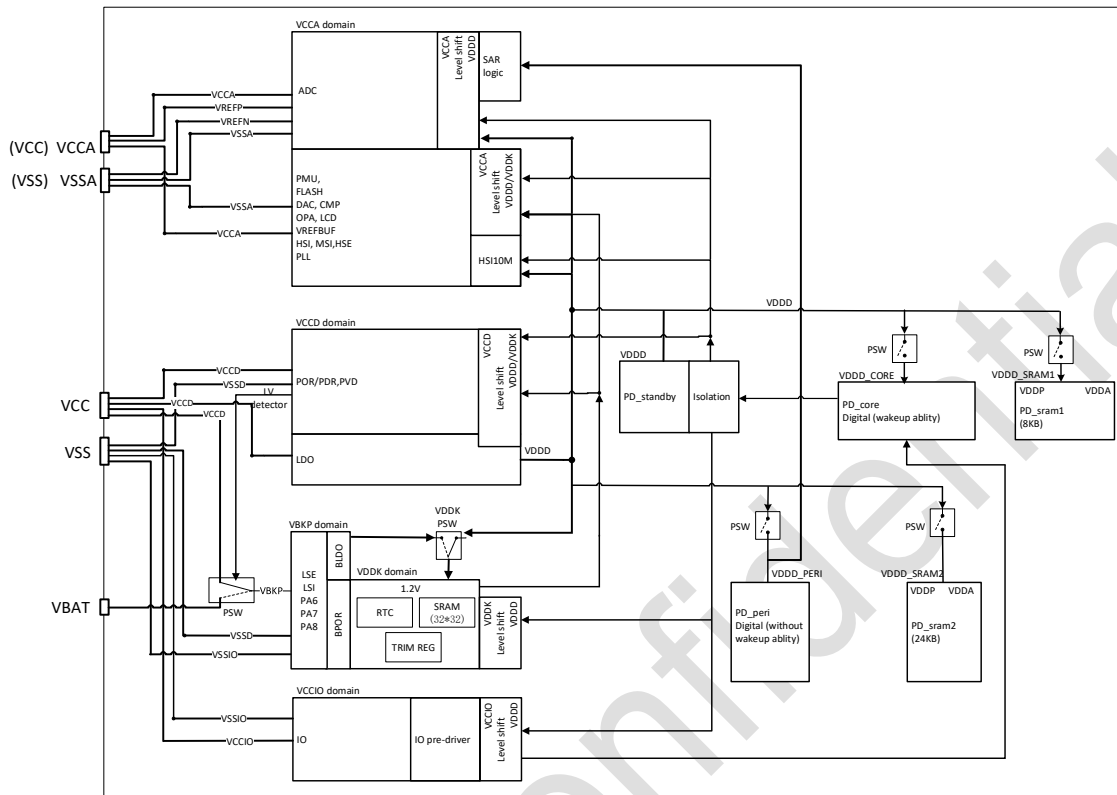 VCCA domain
VCCA
Level shift
VDDD
SAR
logic
ADC
VCCA
VREFP
VREFN
VSSA
(VCC) VCCA
(VSS) VSSA
PMU,
FLASH
DAC, CMP
OPA, LCD
VREFBUF
HSI, MSI,HSE
PLL
VCCA
Level shift
VDDD/VDDK
VSSA
VCCA
HSI10M
VDDD
VCCD domain
VCCD
Level shift
VDDD/VDDK
VCCD
VSSD
VCCD
VCCD
POR/PDR,PVD
LV
detector
VCC
VSS
LDO
VDDD
VDDD
PD_standby
Isolation
PSW
VDDD_CORE
PD_core
Digital (wakeup ablity)
PSW
VDDD_SRAM1
VDDP
VDDA
PD_sram1
(8KB)
VDDK
PSW
VBKP domain
BLDO
BPOR
LSE
LSI
PA6
PA7
PA8
VDDK domain
1.2V
RTC
SRAM
(32*32)
TRIM REG
VDDK
Level shift
VDDD
VBAT
PSW
VBKP
VSSD
VSSIO
PSW
VDDD_PERI
PD_peri
Digital (without
wakeup ablity)
PSW
VDDD_SRAM2
VDDP
VDDA
PD_sram2
(24KB)
VCCIO domain
VSSIO
VCCIO
IO
IO pre-driver
VCCIO
Level shift
VDDD